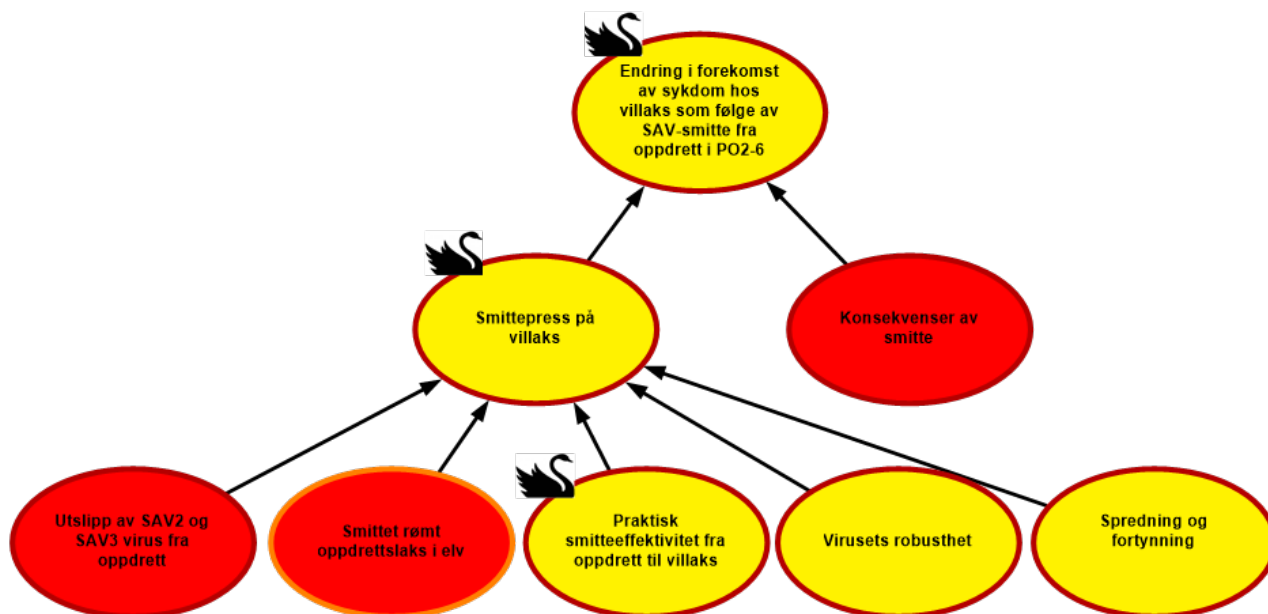 Endring i forekomst
av sykdom hos
villaks som følge av
SAV-smitte fra
oppdrett i PO2-6
Smittepress på
villaks
Konsekvenser av
smitte
Utslipp av SAV2 og
SAV3 virus fra
oppdrett
Smittet rømt
oppdrettslaks i elv
Praktisk
smitteeffektivitet fra
oppdrett til villaks
Virusets robusthet
Spredning og
fortynning